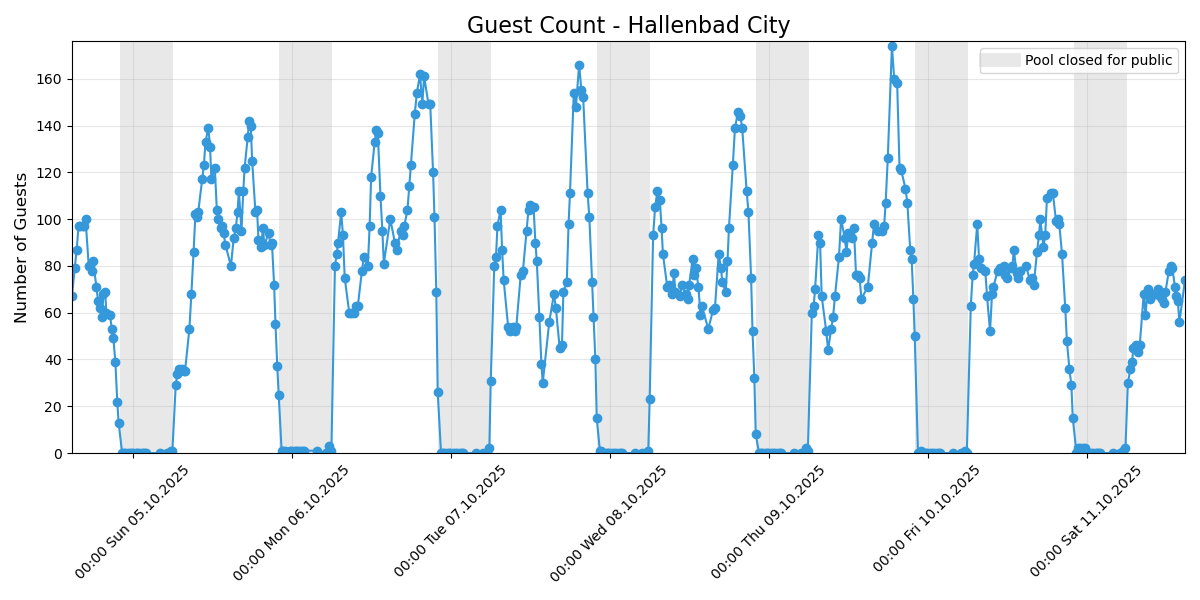 Guest Count - Hallenbad City
Pool closed for public
Number of Guests
160
140
120
100
80
60
40
20
0
00:00 Sun 05.10.2025
00:00 Mon 06.10.2025
00:00 Tue 07.10.2025
00:00 Wed 08.10.2025
00:00 Thu 09.10.2025
00:00 Fri 10.10.2025
00:00 Sat 11.10.2025